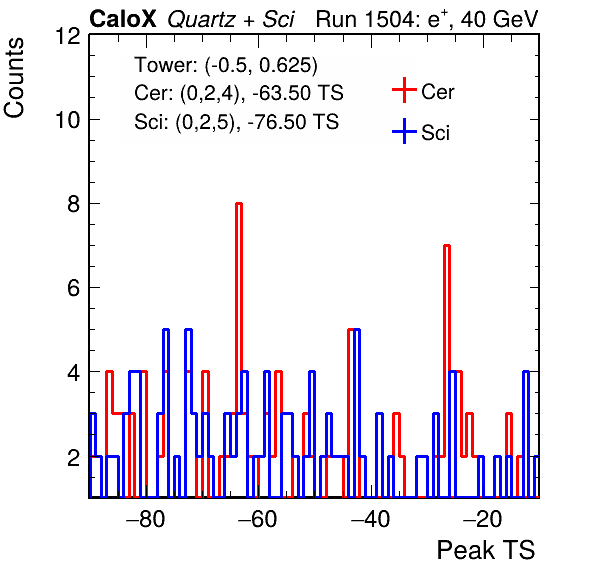 CaloX Quartz + Sci Run 1504: e+, 40 GeV
Counts
12
10
8
6
4
2
Tower: (-0.5, 0.625)
Cer: (0,2,4), -63.50 TS
Sci: (0,2,5), -76.50 TS
Cer
Sci
−80 −60 −40 −20
Peak TS